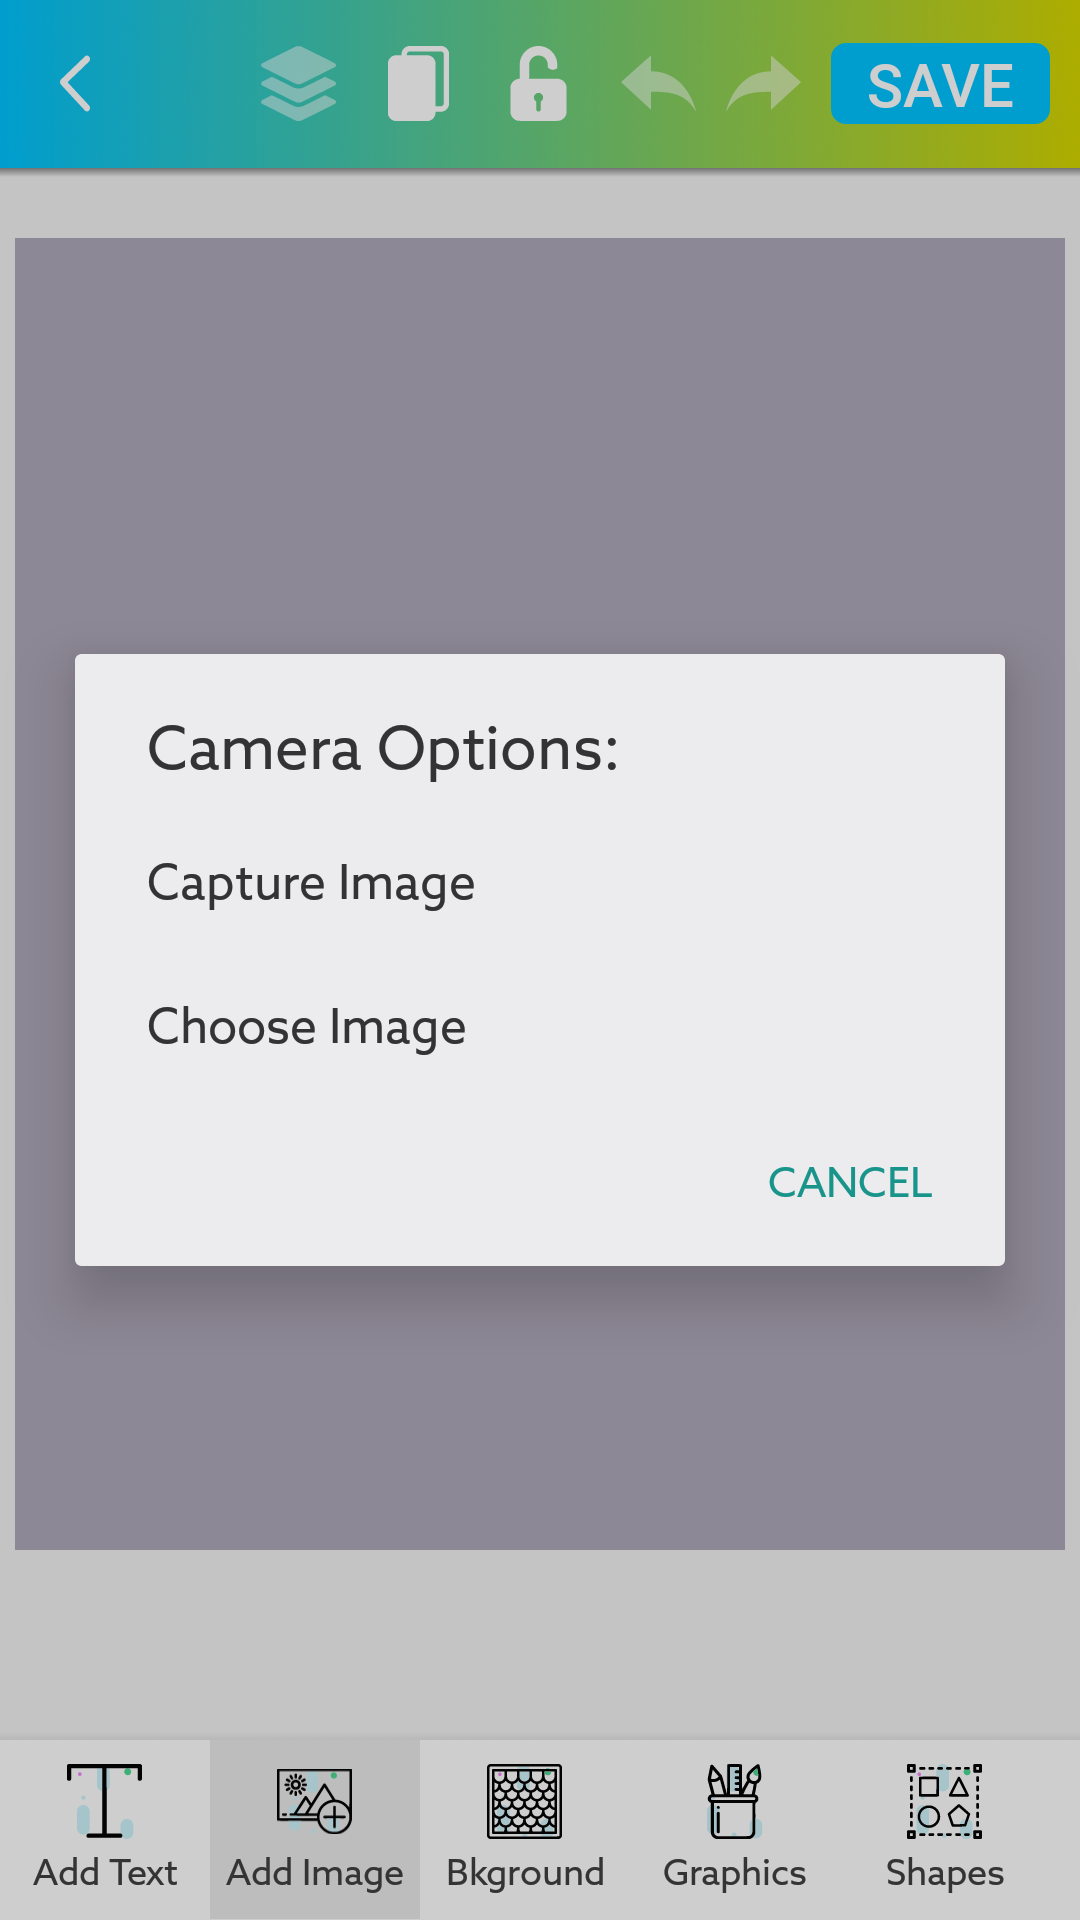 SAVE
Camera Options:
Capture Image
Choose Image
CANCEL
Add Text
Add Image
Bkground
Graphics
Shapes